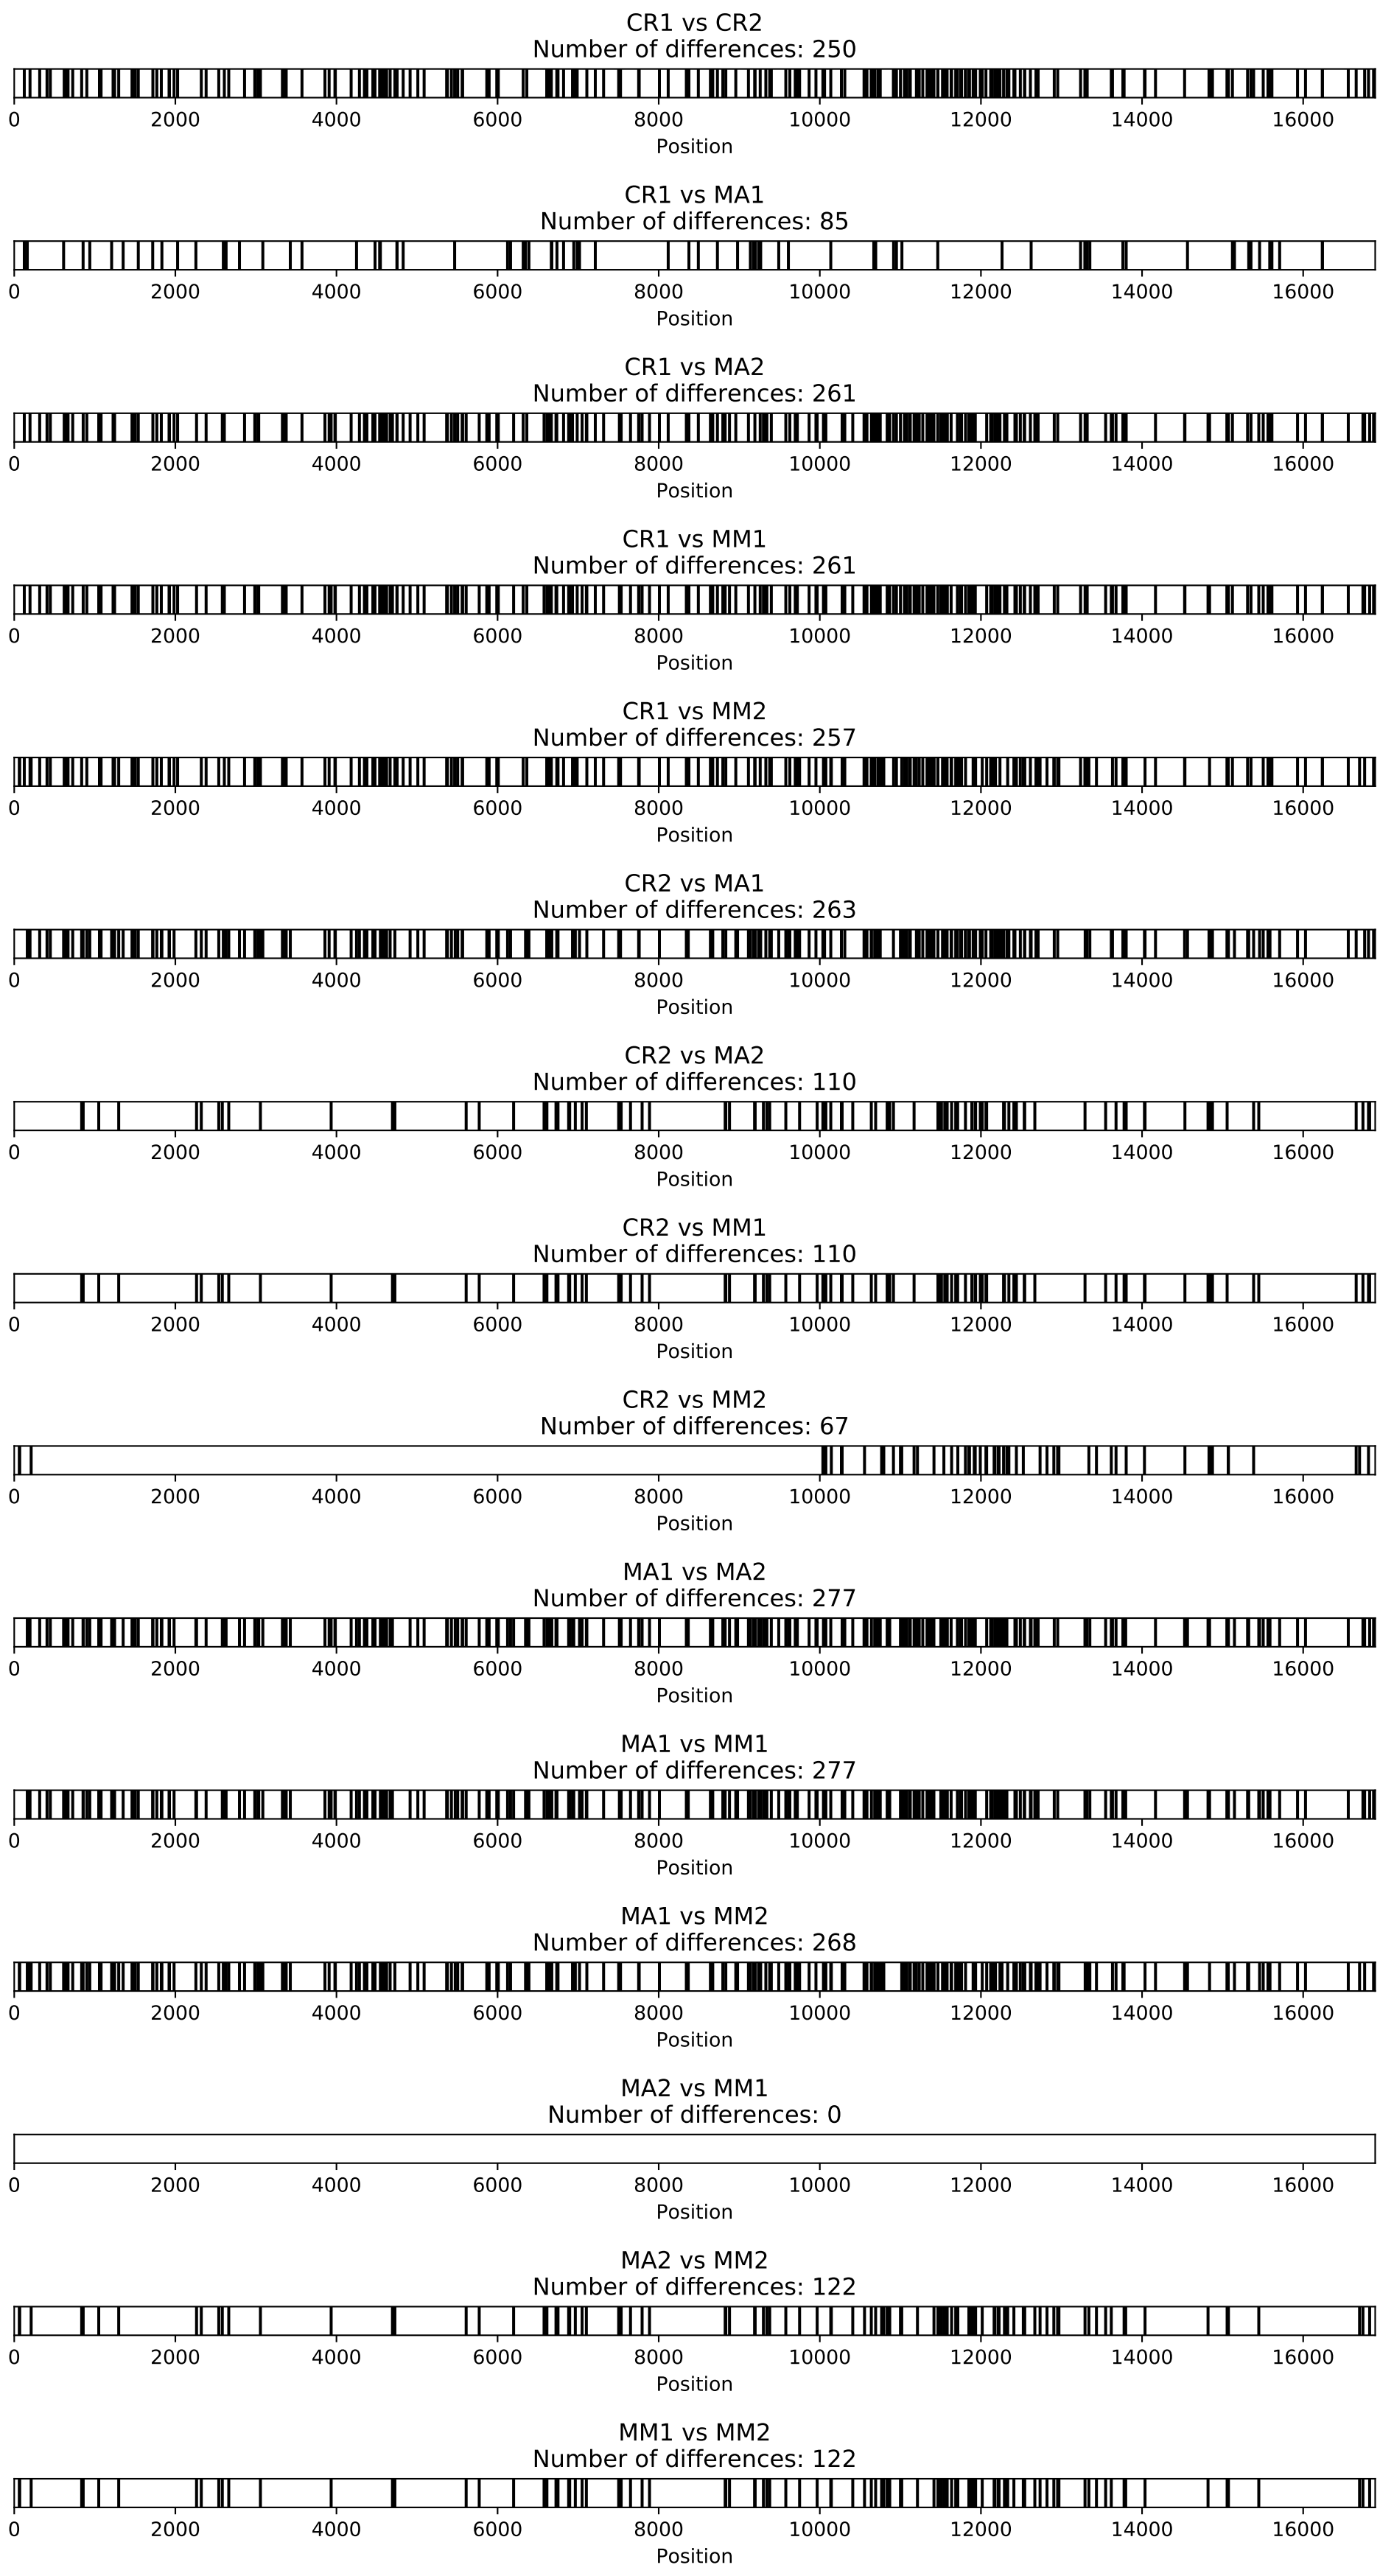 CR1 vs CR2
Number of differences: 250
0 2000 4000 6000 8000 10000 12000 14000 16000
Position
CR1 vs MA1
Number of differences: 85
0 2000 4000 6000 8000 10000 12000 14000 16000
Position
CR1 vs MA2
Number of differences: 261
0 2000 4000 6000 8000 10000 12000 14000 16000
Position
CR1 vs MM1
Number of differences: 261
0 2000 4000 6000 8000 10000 12000 14000 16000
Position
CR1 vs MM2
Number of differences: 257
0 2000 4000 6000 8000 10000 12000 14000 16000
Position
CR2 vs MA1
Number of differences: 263
0 2000 4000 6000 8000 10000 12000 14000 16000
Position
CR2 vs MA2
Number of differences: 110
0 2000 4000 6000 8000 10000 12000 14000 16000
Position
CR2 vs MM1
Number of differences: 110
0 2000 4000 6000 8000 10000 12000 14000 16000
Position
CR2 vs MM2
Number of differences: 67
0 2000 4000 6000 8000 10000 12000 14000 16000
Position
MA1 vs MA2
Number of differences: 277
0 2000 4000 6000 8000 10000 12000 14000 16000
Position
MA1 vs MM1
Number of differences: 277
0 2000 4000 6000 8000 10000 12000 14000 16000
Position
MA1 vs MM2
Number of differences: 268
0 2000 4000 6000 8000 10000 12000 14000 16000
Position
MA2 vs MM1
Number of differences: 0
0 2000 4000 6000 8000 10000 12000 14000 16000
Position
MA2 vs MM2
Number of differences: 122
0 2000 4000 6000 8000 10000 12000 14000 16000
Position
MM1 vs MM2
Number of differences: 122
0 2000 4000 6000 8000 10000 12000 14000 16000
Position